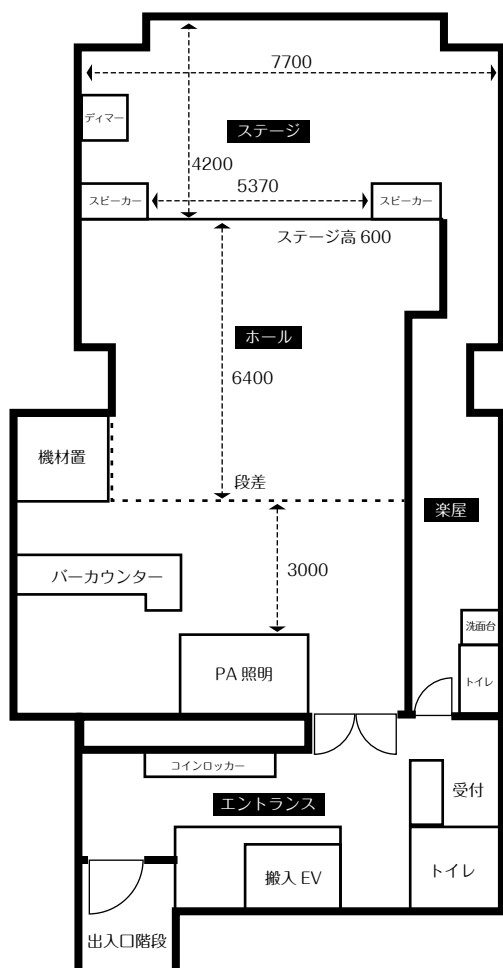 7700
ディマー
ステージ
4200
5370
スピーカー
スピーカー
ステージ高 600
ホール
6400
機材置
段差
楽屋
バーカウンター
3000
洗面台
PA 照明
トイレ
コインロッカー
受付
エントランス
搬入 EV
トイレ
出入口階段